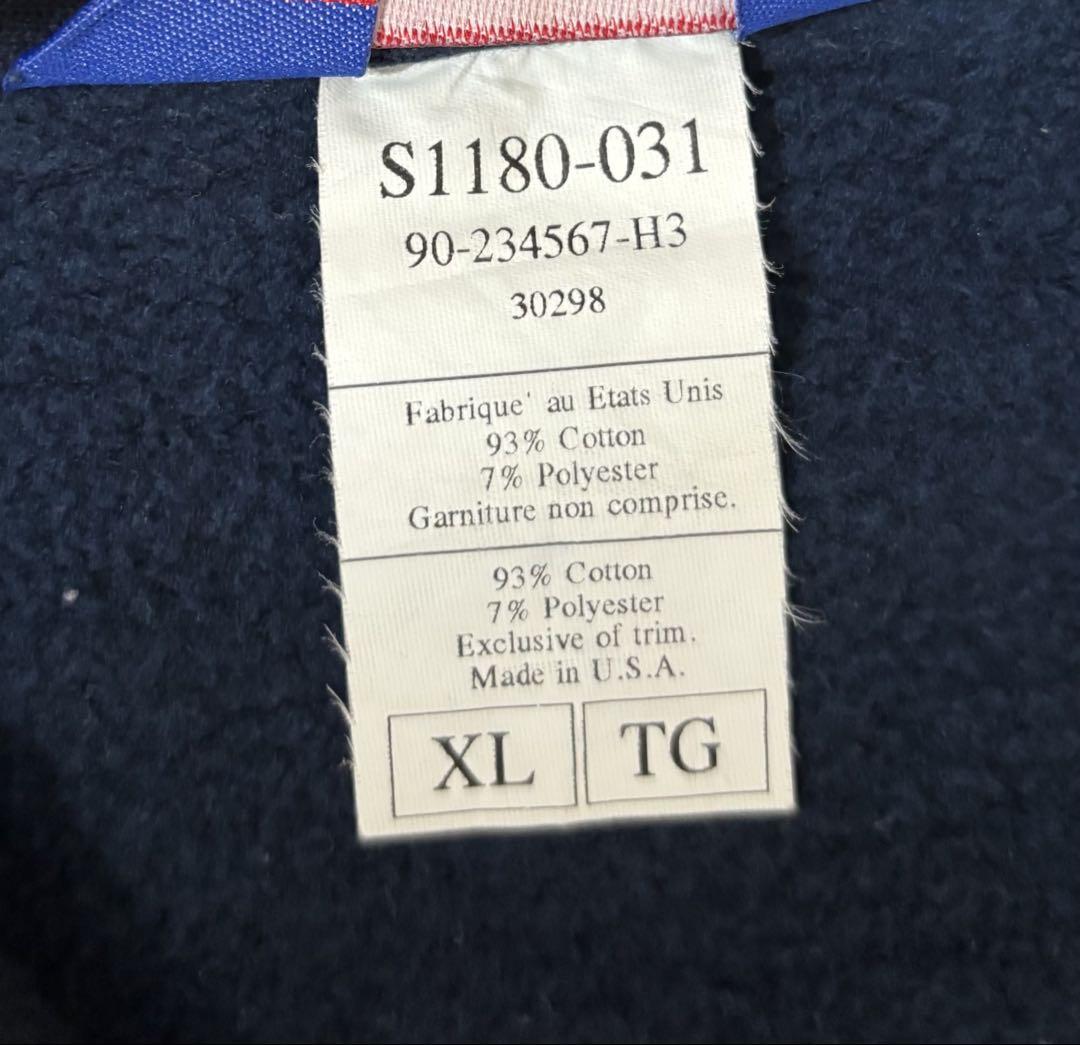 S1180-031
90-234567-H3
30298
Fabrique' au Etats Unis
93% Cotton
7% Polyester
Garniture non comprise.
93% Cotton
7% Polyester
Exclusive of trim.
Made in U.S.A.
XL TG